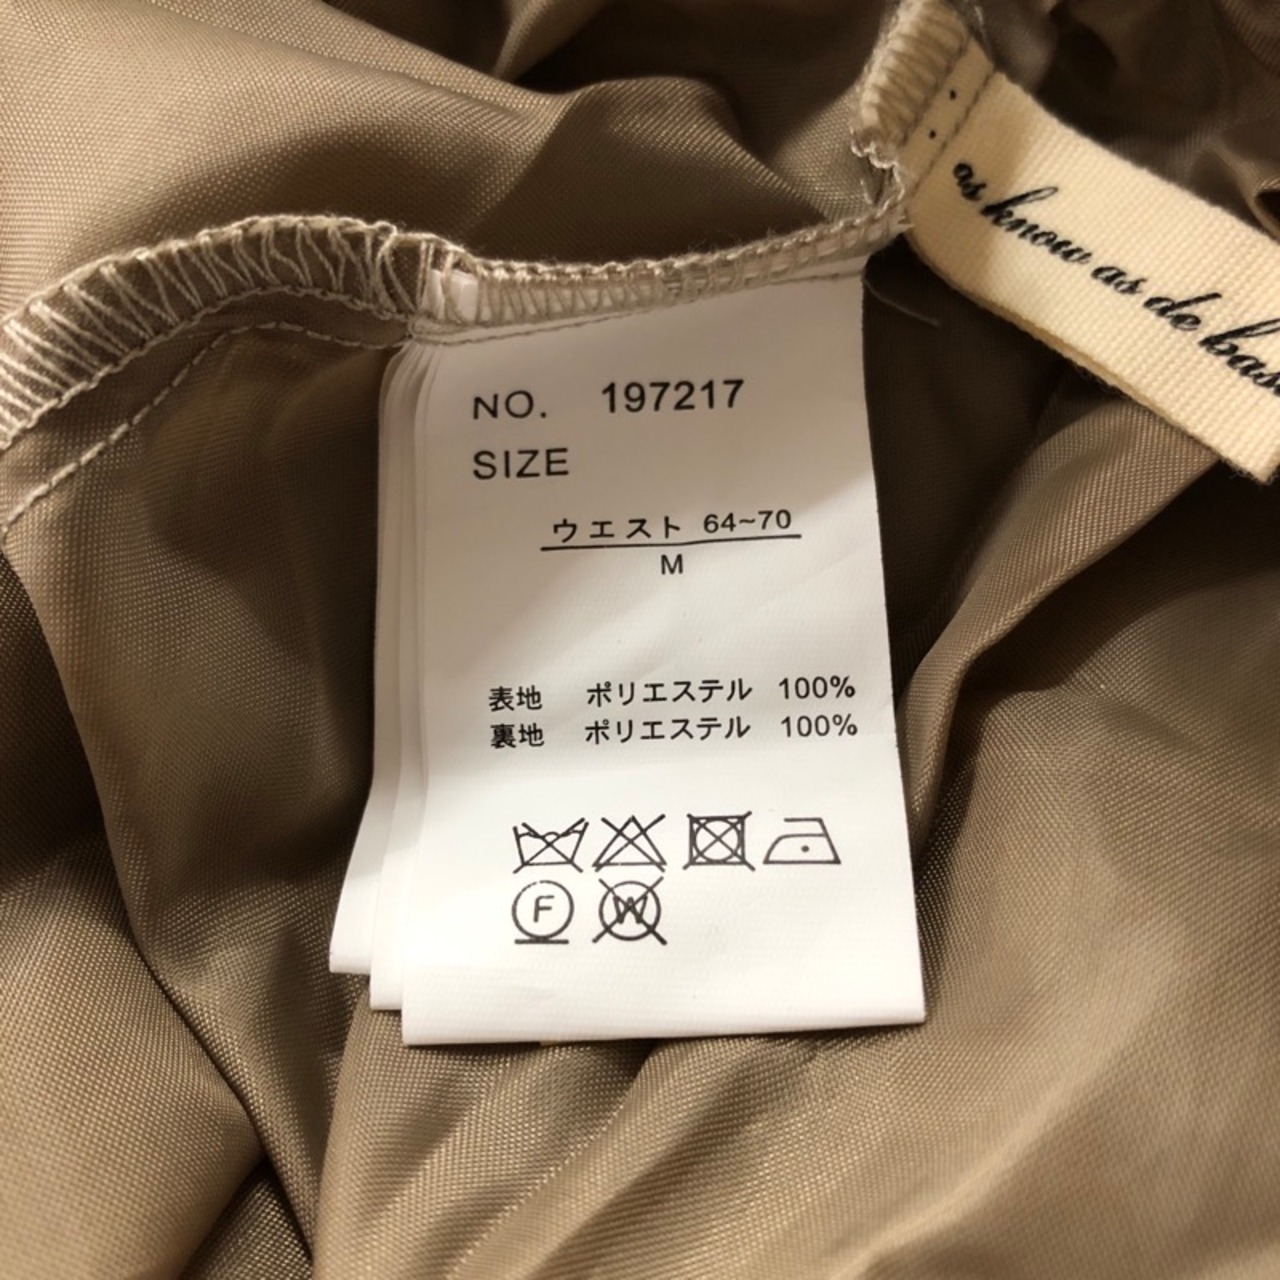 as know as de bas
NO. 197217
SIZE
ウエスト 64~70
M
表地 ポリエステル 100%
裏地 ポリエステル 100%
F W